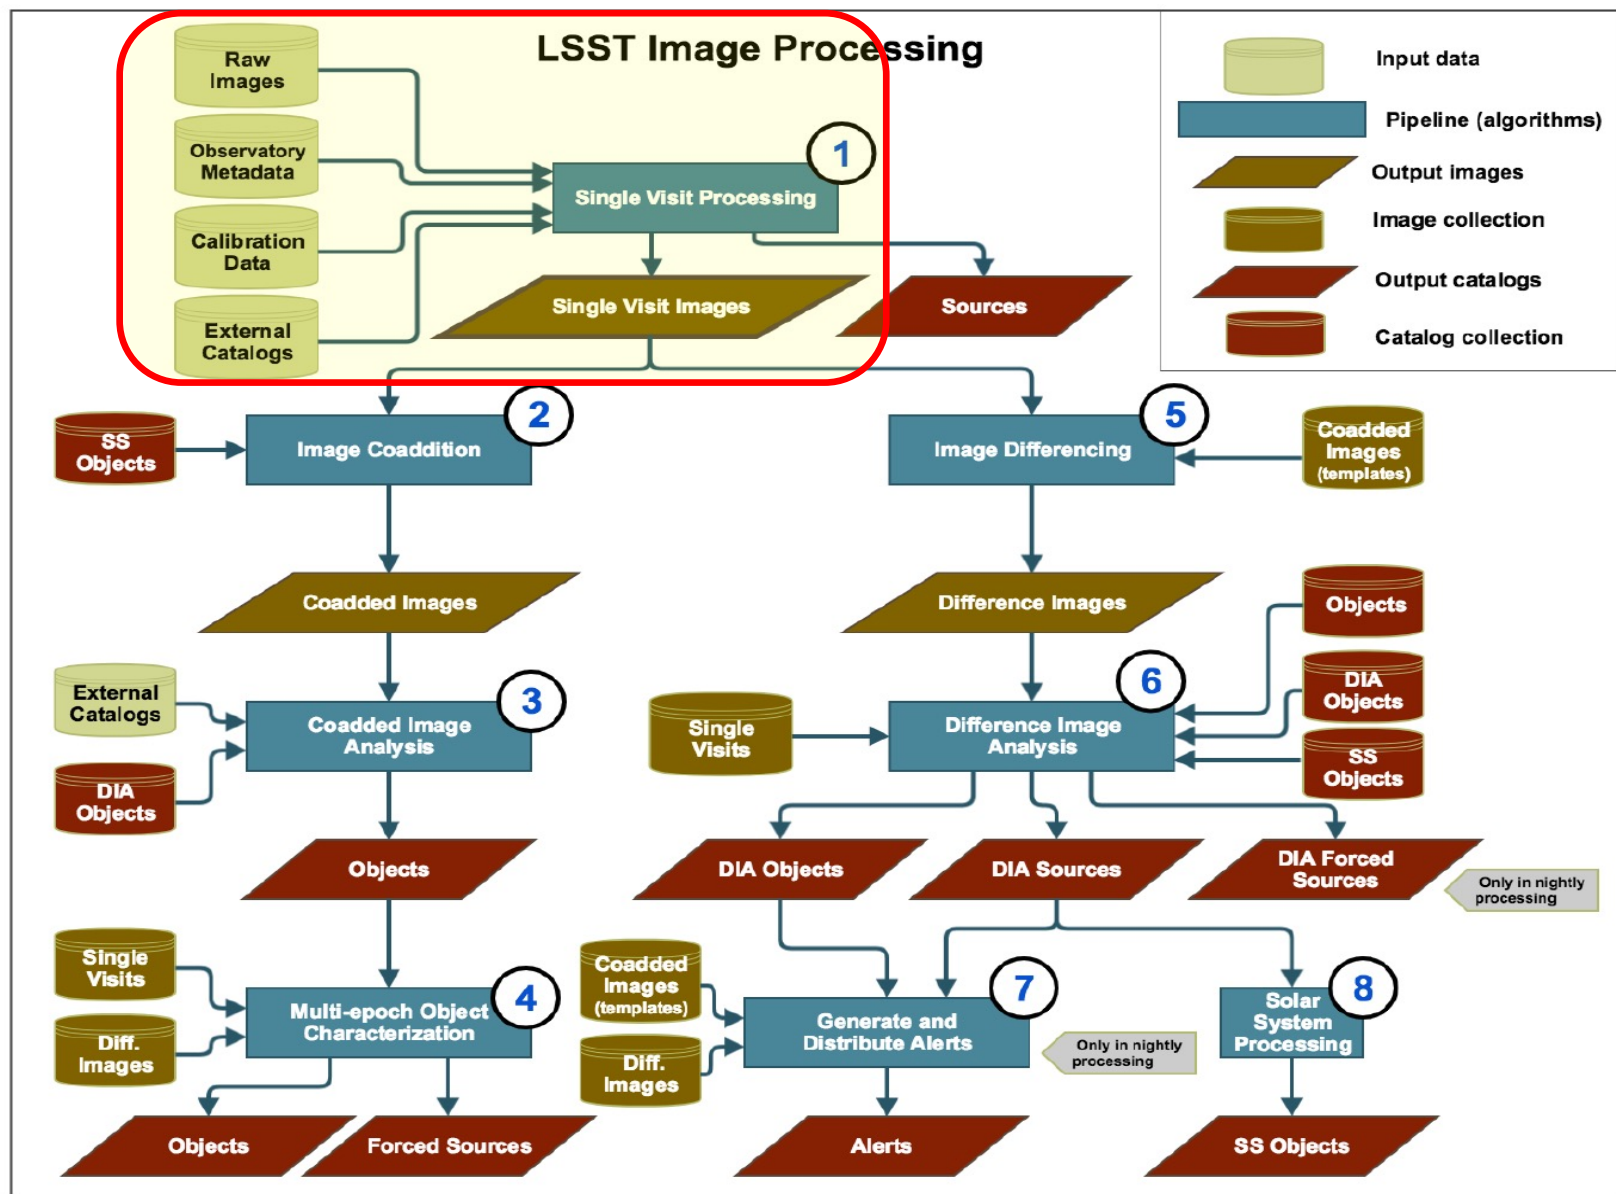 LSST Image Processing
Raw
Images
Observatory
Metadata
Calibration
Data
External
Catalogs
1
Single Visit Processing
Single Visit Images
Sources
Input data
Pipeline (algorithms)
Output images
Image collection
Output catalogs
Catalog collection
SS
Objects
2
Image Coaddition
5
Image Differencing
Coadded
Images
(templates)
Coadded Images
Difference Images
Objects
External
Catalogs
DIA
Objects
3
Coadded Image
Analysis
Single
Visits
6
Difference Image
Analysis
DIA
Objects
SS
Objects
Objects
DIA Objects
DIA Sources
DIA Forced
Sources
Only in nightly
processing
Single
Visits
Diff.
Images
4
Multi-epoch Object
Characterization
Coadded
Images
(templates)
Diff.
Images
7
Generate and
Distribute Alerts
Only in nightly
processing
8
Solar
System
Processing
Objects
Forced Sources
Alerts
SS Objects